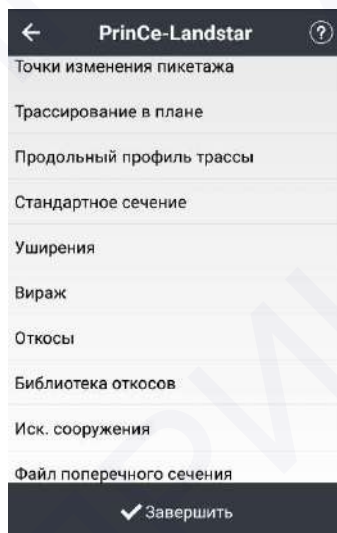 PrinCe-Landstar
Точки изменения пикетажа
Трассирование в плане
Продольный профиль трассы
Стандартное сечение
Уширения
Вираж
Откосы
Библиотека откосов
Иск. сооружения
Файл поперечного сечения
Завершить